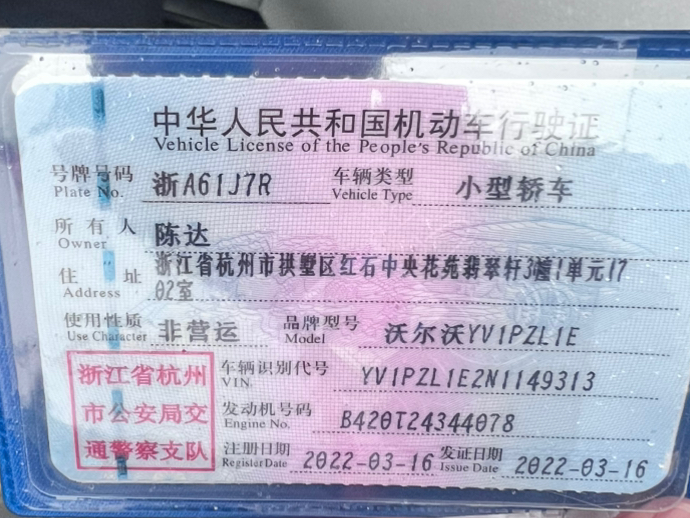 中华人民共和国机动车行驶证
Vehicle License of the People's Republic of China
号牌号码 浙A61J7R 车辆类型 小型轿车
Plate No. Vehicle Type
所有人 陈达
Owner
住址 浙江省杭州市拱墅区红石中央花苑翡翠轩3幢1单元17
Address 02室
使用性质 非营运 品牌型号 沃尔沃YV1PZL1E
Use Character Model
浙江省杭州 车辆识别代号 YV1PZL1E2N1149313
VIN.
市公安局交 发动机号码 B420T24344078
Engine No.
通警察支队 注册日期 2022-03-16 发证日期 2022-03-16
Register Date Issue Date